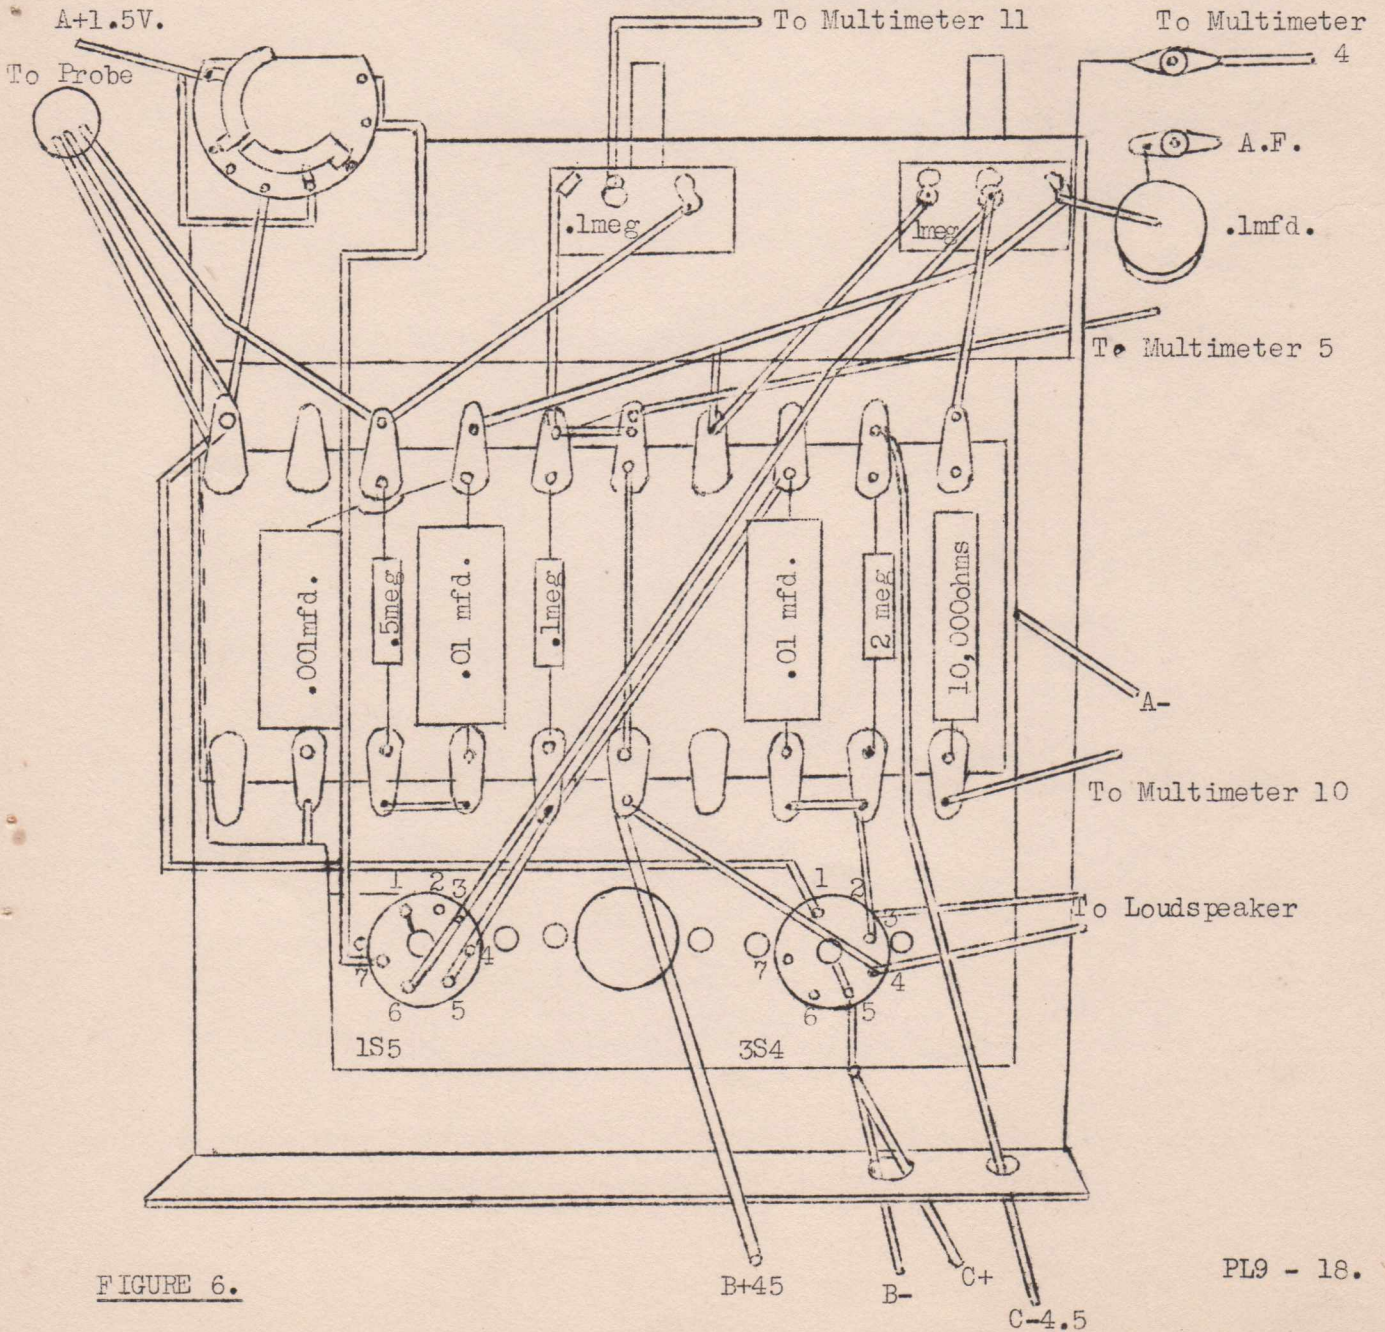 A+1.5V.
To Multimeter 11
To Multimeter
4
To Probe
A.F.
.1meg
1meg
.1mfd.
To Multimeter 5
.001mfd.
.5meg
.01 mfd.
.1meg
.01 mfd.
2 meg
10,000ohms
A-
To Multimeter 10
1 2 3
4
5
6
7
1 2
3
4
5
6
7
To Loudspeaker
1S5
3S4
FIGURE 6.
B+45
B-
C+
C-4.5
PL9 - 18.